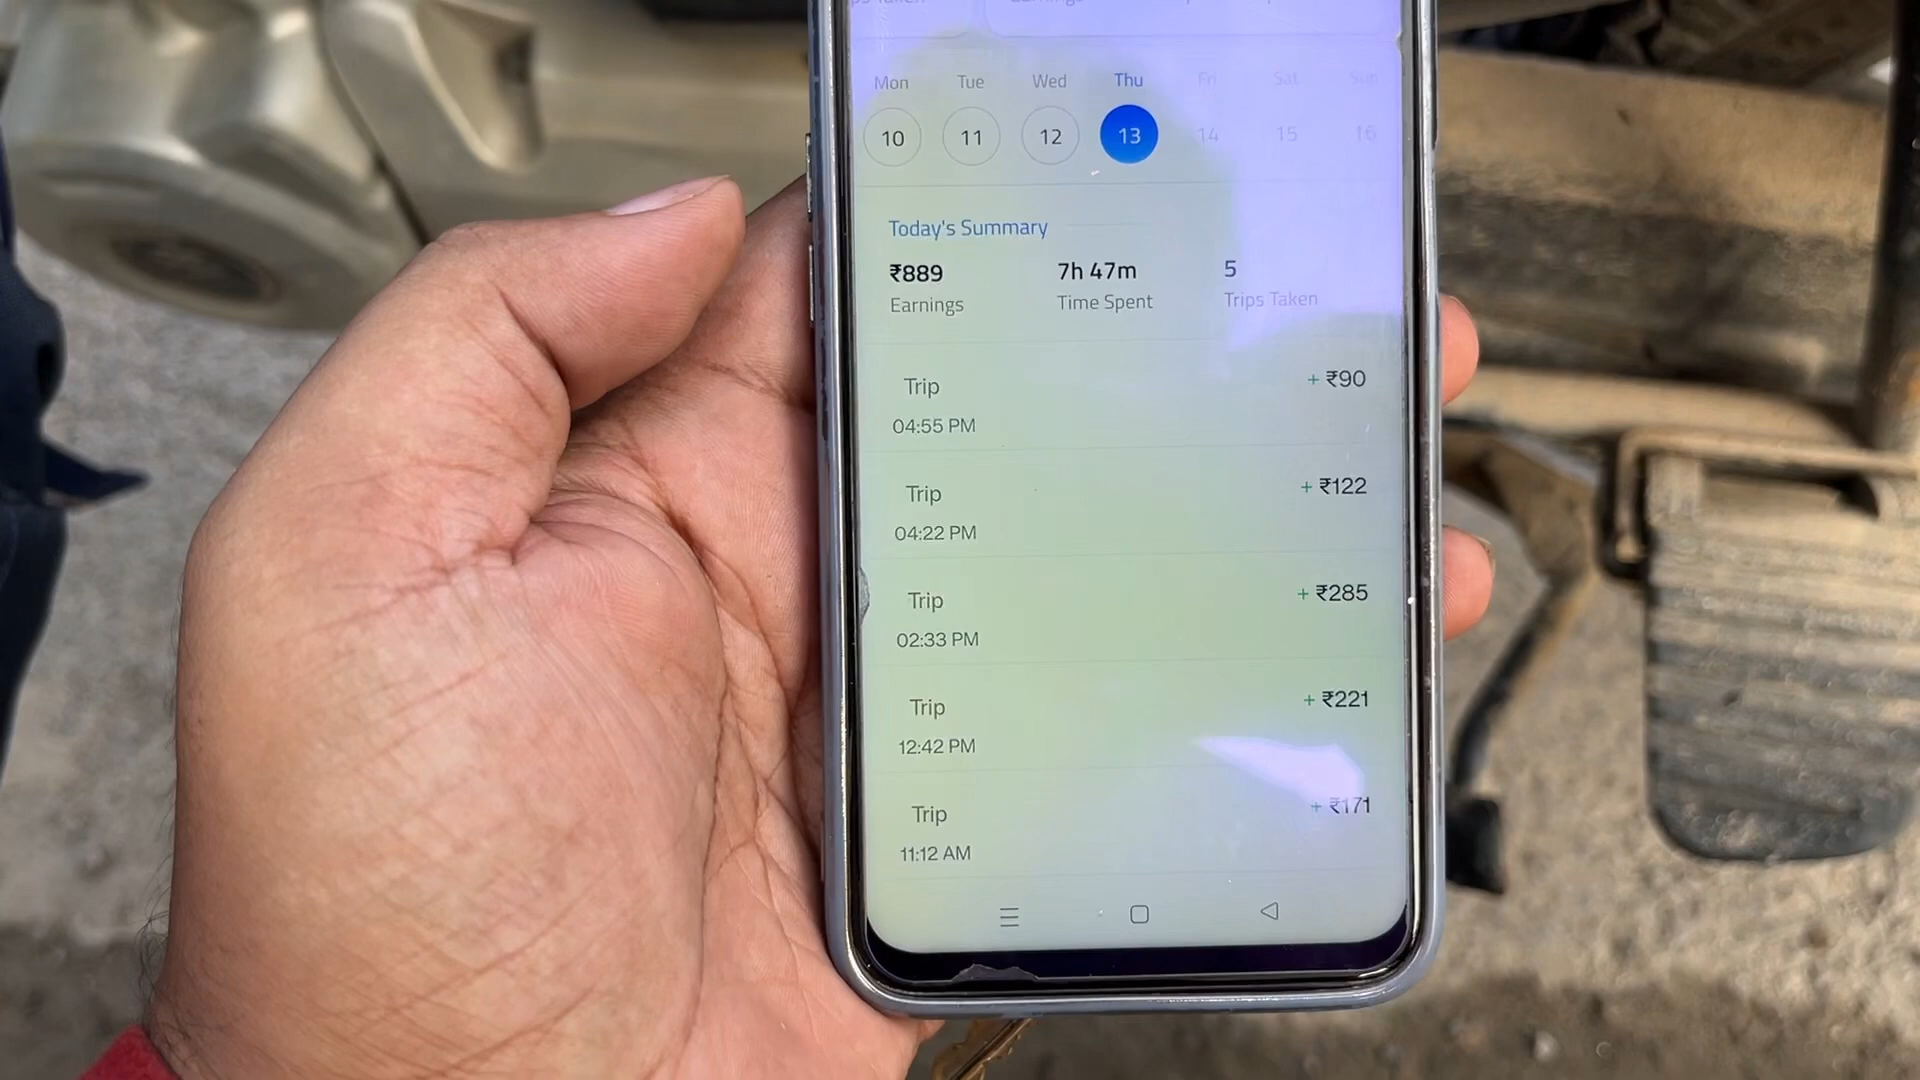 Mon Tue Wed Thu Fri Sat Sun
10 11 12 13 14 15 16
Today's Summary
₹889 7h 47m 5
Earnings Time Spent Trips Taken
Trip + ₹90
04:55 PM
Trip + ₹122
04:22 PM
Trip + ₹285
02:33 PM
Trip + ₹221
12:42 PM
Trip + ₹171
11:12 AM